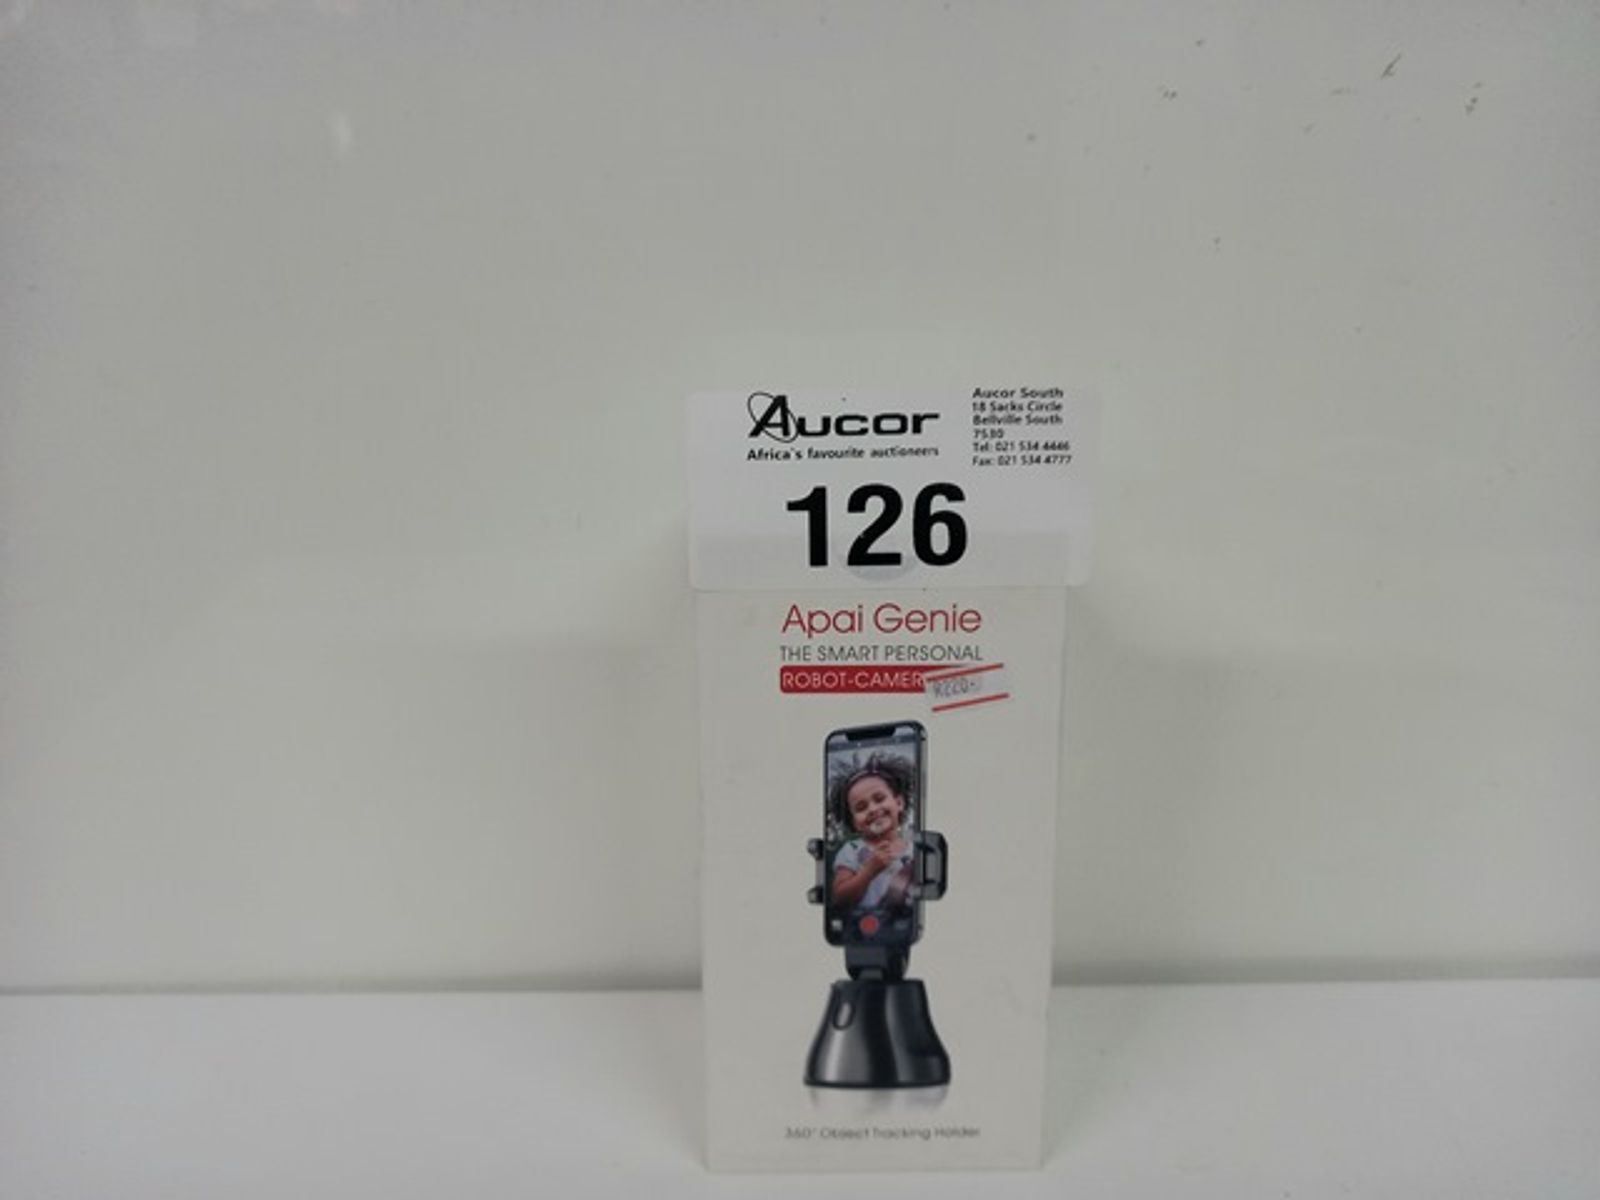 Aucor
Africa's favourite auctioneers
Aucor South
18 Sacks Circle
Bellville South
7530
Tel: 021 534 4446
Fax: 021 534 4777
126
Apai Genie
THE SMART PERSONAL
ROBOT-CAMER
R220-
360° Object Tracking Holder